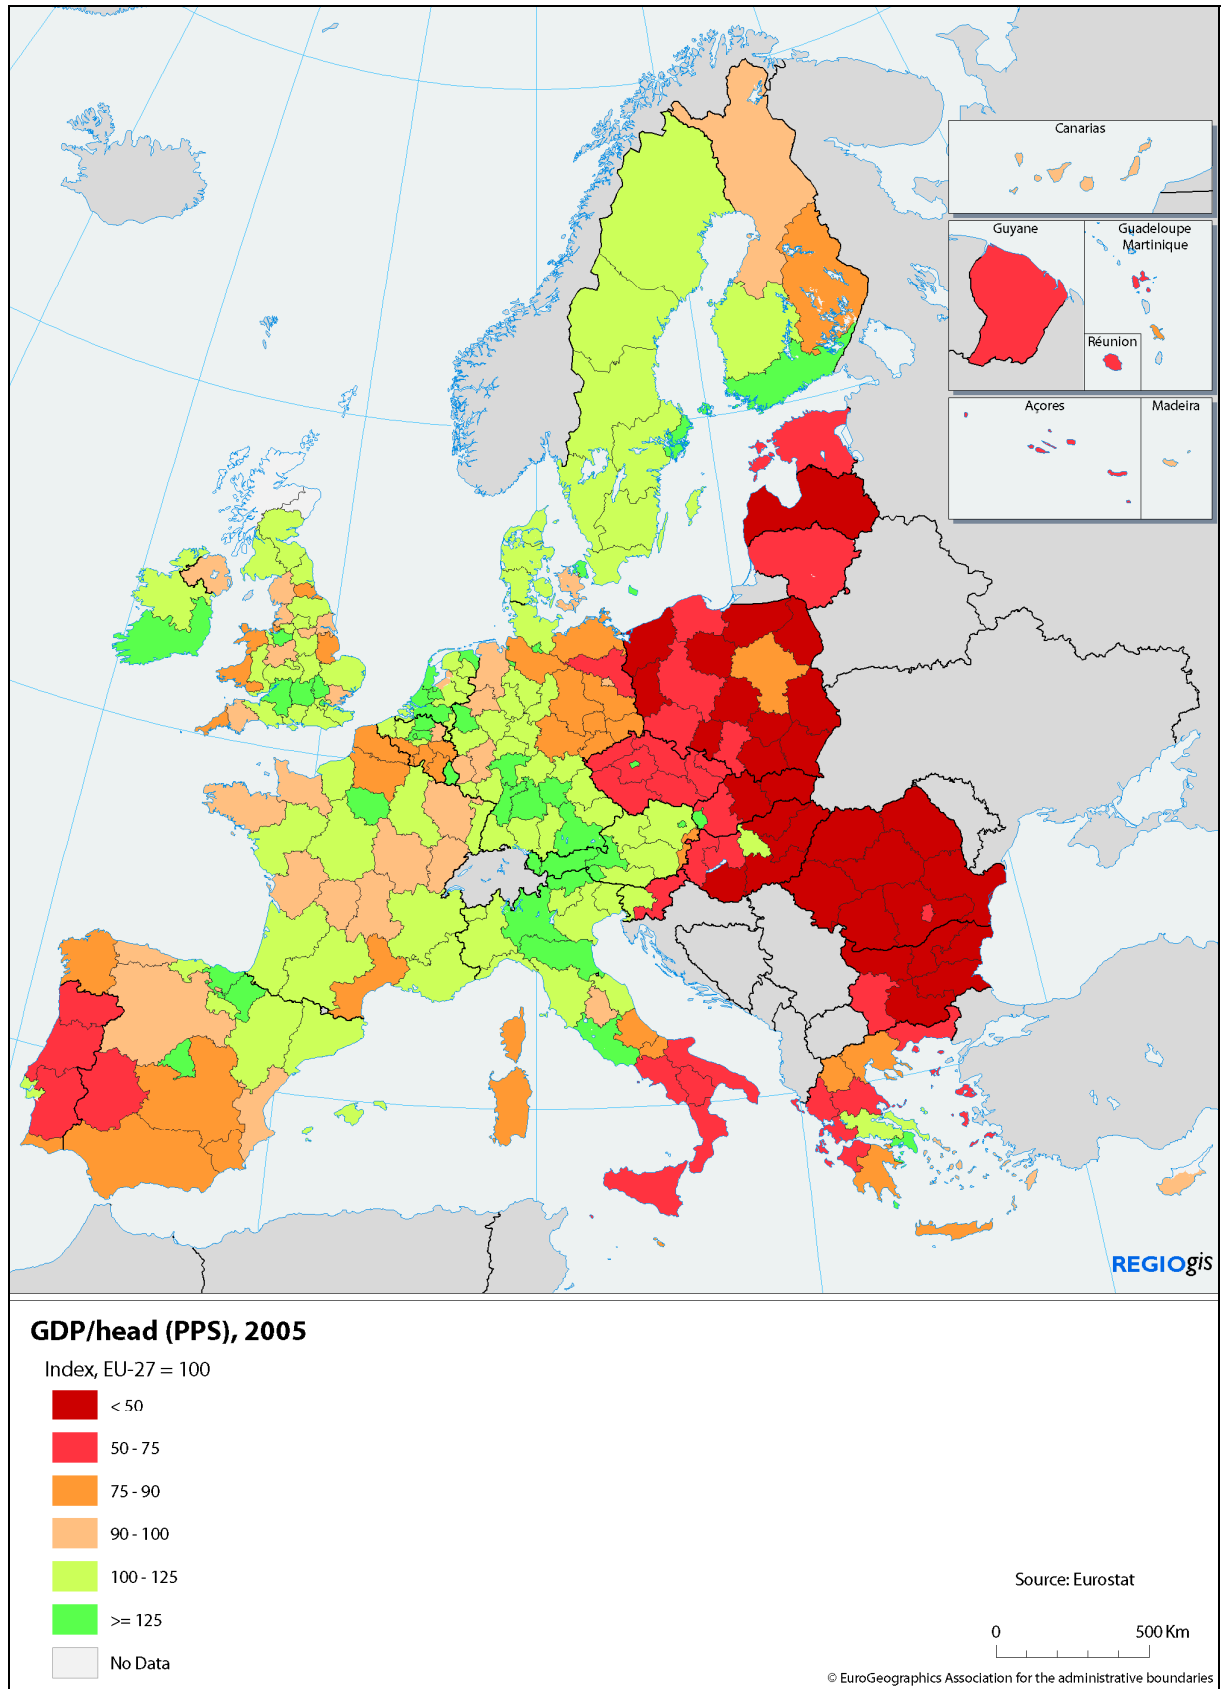 Canarias
Guyane
Guadeloupe
Martinique
Réunion
Açores
Madeira
REGIOgis
GDP/head (PPS), 2005
Index, EU-27 = 100
< 50
50 - 75
75 - 90
90 - 100
100 - 125
>= 125
No Data
Source: Eurostat
0 500 Km
© EuroGeographics Association for the administrative boundaries